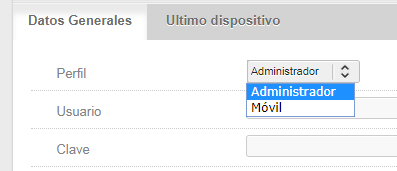 Datos Generales Ultimo dispositivo
Perfil Administrador
Administrador
Usuario Móvil
Clave